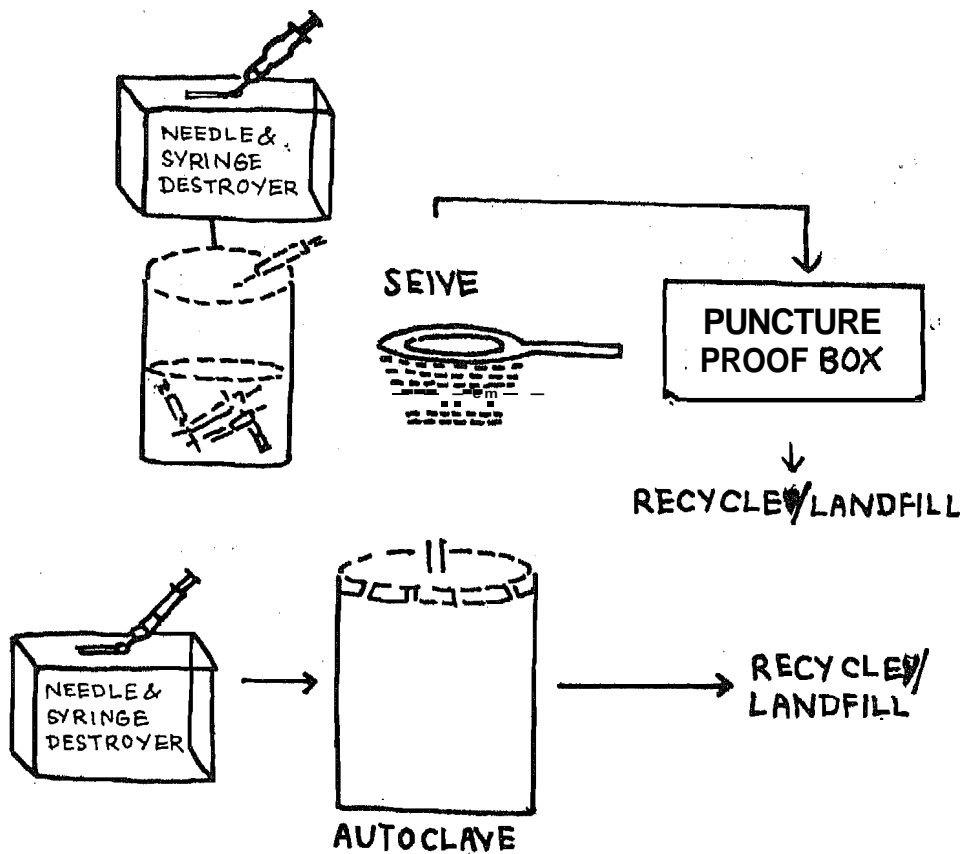 NEEDLE &
SYRINGE
DESTROYER
SEIVE
PUNCTURE
PROOF BOX
RECYCLE/LANDFILL
NEEDLE &
SYRINGE
DESTROYER
RECYCLE/
LANDFILL
AUTOCLAVE